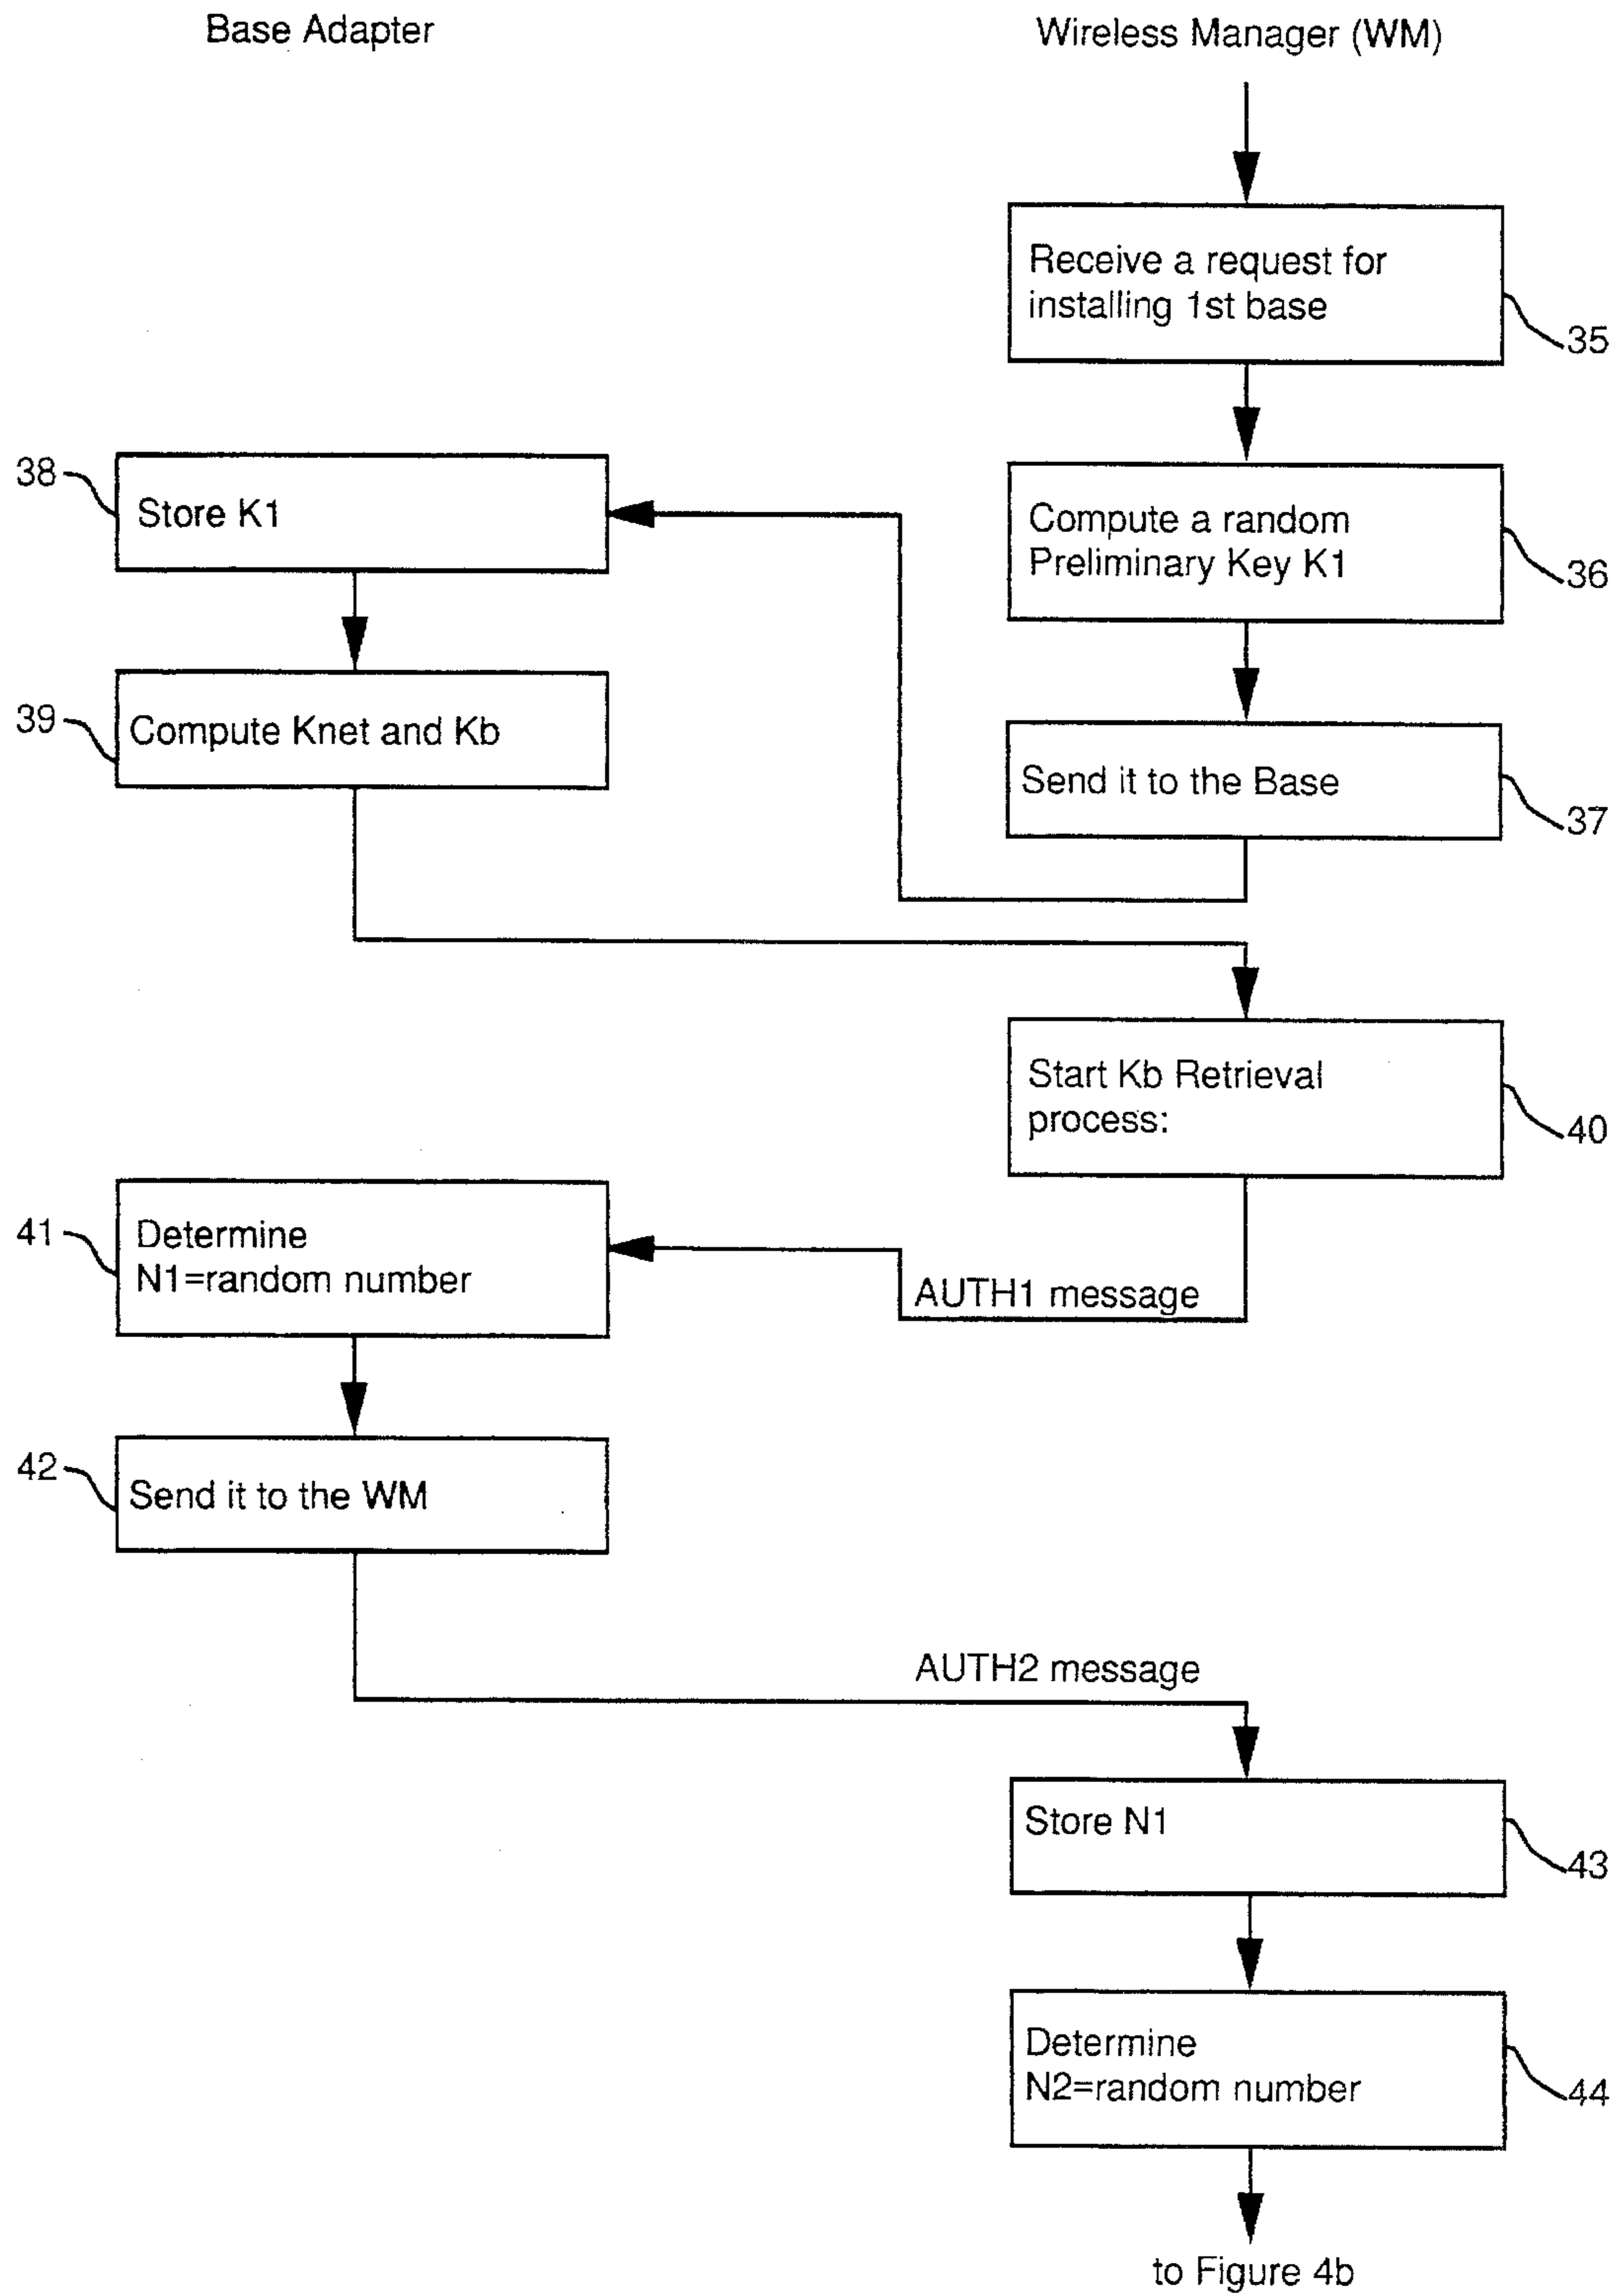 Base Adapter
Wireless Manager (WM)
Receive a request for
installing 1st base
35
38
Store K1
Compute a random
Preliminary Key K1
36
39
Compute Knet and Kb
Send it to the Base
37
Start Kb Retrieval
process:
40
41
Determine
N1=random number
AUTH1 message
42
Send it to the WM
AUTH2 message
Store N1
43
Determine
N2=random number
44
to Figure 4b